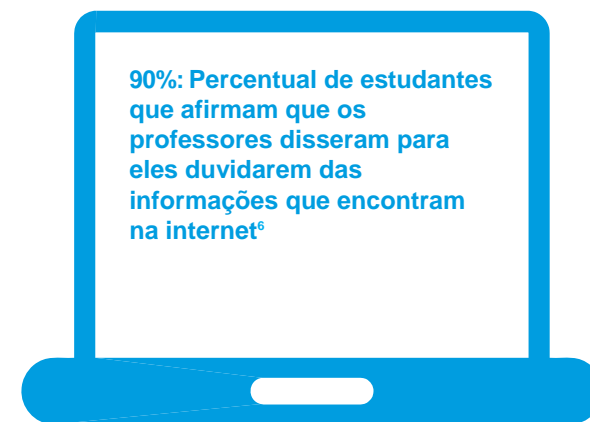 90%: Percentual de estudantes
que afirmam que os
professores disseram para
eles duvidarem das
informações que encontram
na internet⁶